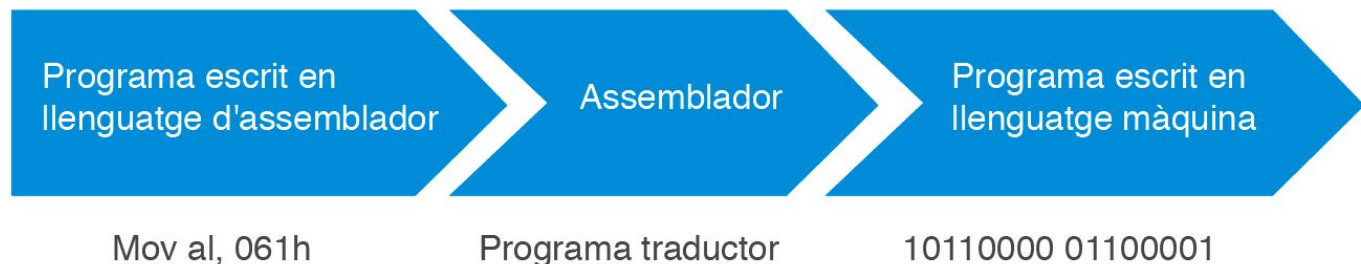 Programa escrit en
llenguatge d'assemblador
Assemblador
Programa escrit en
llenguatge màquina
Mov al, 061h
Programa traductor
10110000 01100001